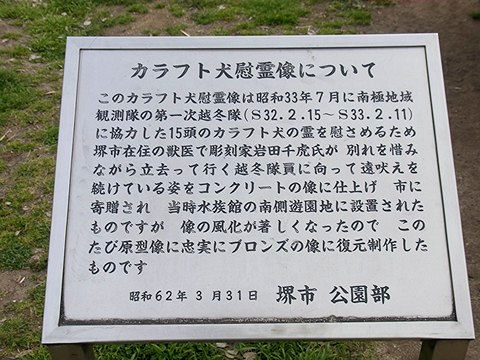 カラフト犬慰霊像について
このカラフト犬慰霊像は昭和33年7月に南極地域
観測隊の第一次越冬隊(S32.2.15〜S33.2.11)
に協力した15頭のカラフト犬の霊を慰さめるため
堺市在住の獣医で彫刻家岩田千虎氏が 別れを惜み
ながら立去って行く越冬隊員に向って遠吠えを
続けている姿をコンクリートの像に仕上げ 市に
寄贈され 当時水族館の南側遊園地に設置された
ものですが 像の風化が著しくなったので この
たび原型像に忠実にブロンズの像に復元制作した
ものです
昭和62年3月31日 堺市 公園部